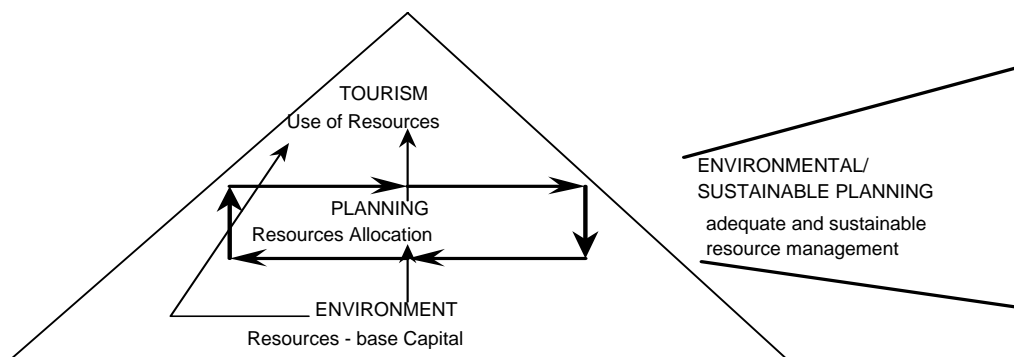 TOURISM
Use of Resources
PLANNING
Resources Allocation
ENVIRONMENT
Resources - base Capital
ENVIRONMENTAL/
SUSTAINABLE PLANNING
adequate and sustainable
resource management